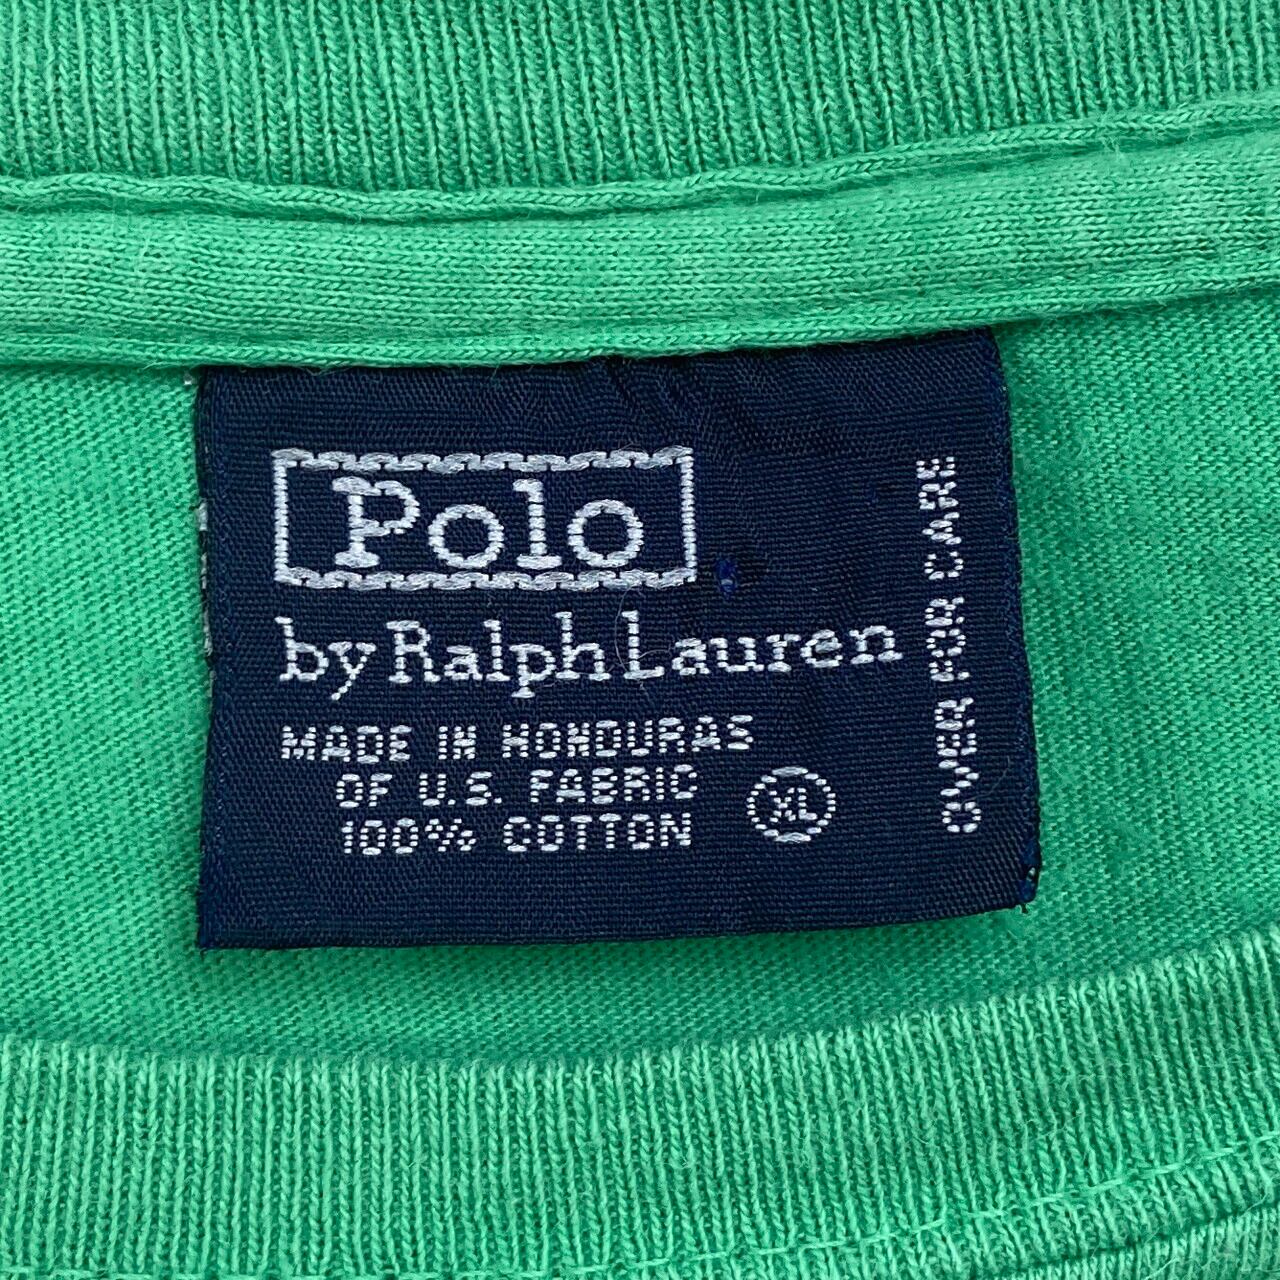 Polo
by Ralph Lauren
MADE IN HONDURAS
OF U.S. FABRIC
100% COTTON
XL
OVER FOR CARE